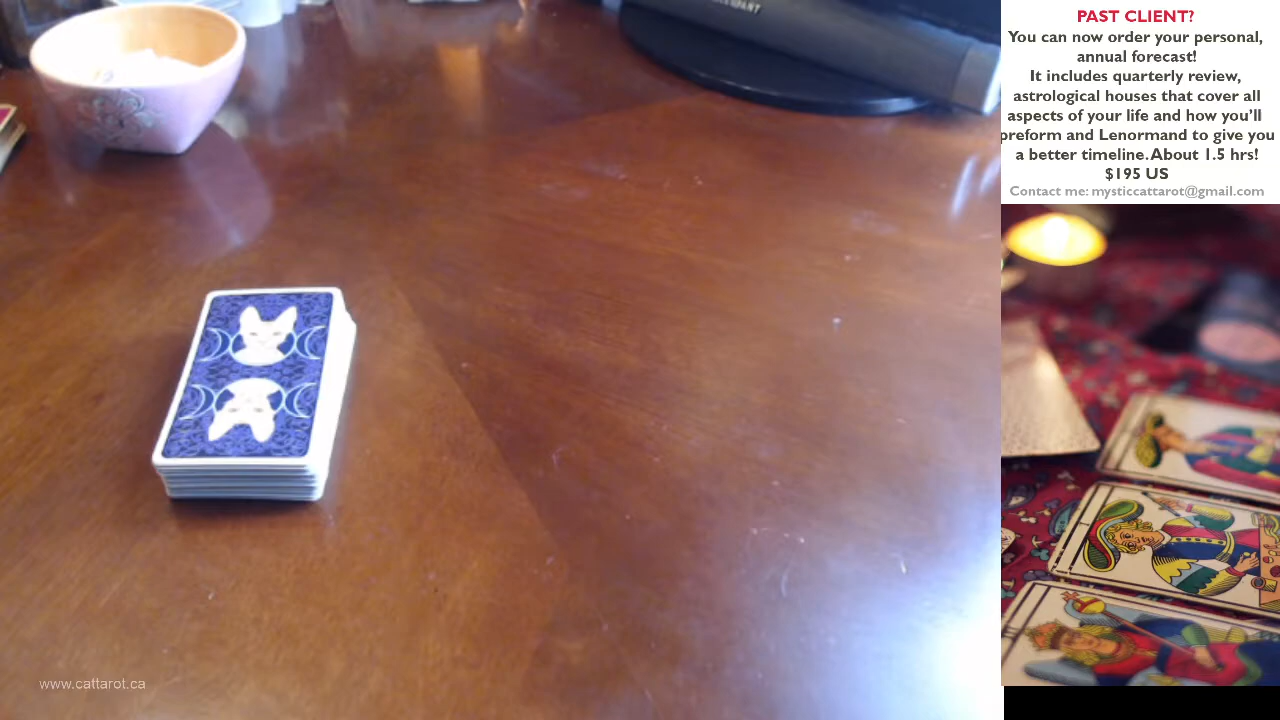 PAST CLIENT?
You can now order your personal,
annual forecast!
It includes quarterly review,
astrological houses that cover all
aspects of your life and how you'll
preform and Lenormand to give you
a better timeline. About 1.5 hrs!
$195 US
Contact me: mysticcattarot@gmail.com
www.cattarot.ca